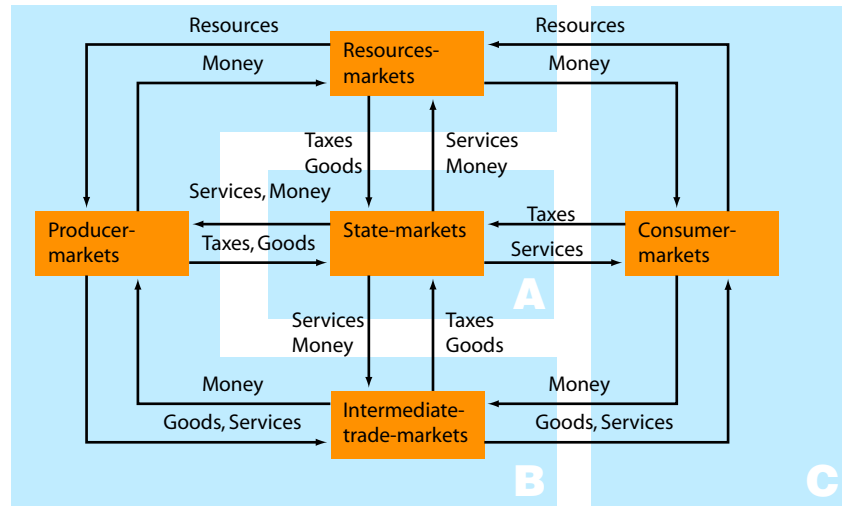 Resources
Resources
Resources-
markets
Money
Money
Taxes
Goods
Services
Money
Services, Money
Taxes
Producer-
markets
State-markets
Consumer-
markets
Taxes, Goods
Services
A
Services
Money
Taxes
Goods
Money
Money
Intermediate-
trade-markets
Goods, Services
Goods, Services
B
C